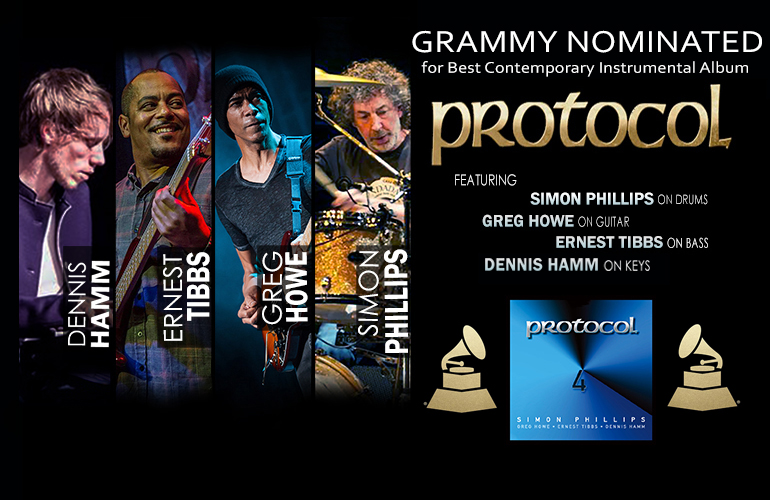 GRAMMY NOMINATED
for Best Contemporary Instrumental Album
PROTOCOL
FEATURING
SIMON PHILLIPS ON DRUMS
GREG HOWE ON GUITAR
ERNEST TIBBS ON BASS
DENNIS HAMM ON KEYS
DENNIS
HAMM
ERNEST
TIBBS
GREG
HOWE
SIMON
PHILLIPS
PROTOCOL
4
SIMON PHILLIPS
GREG HOWE • ERNEST TIBBS • DENNIS HAMM